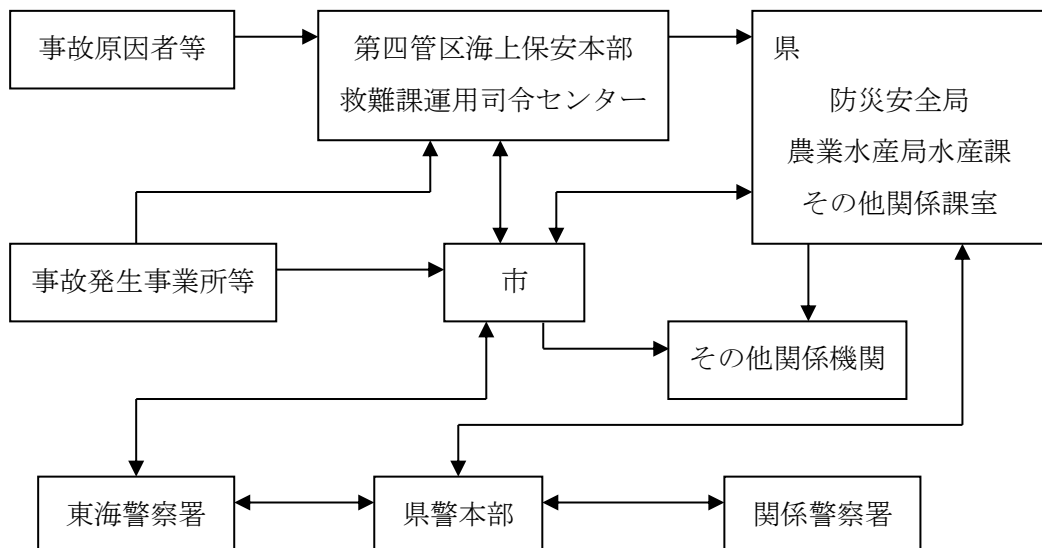 事故原因者等
第四管区海上保安本部
救難課運用司令センター
県
防災安全局
農業水産局水産課
その他関係課室
事故発生事業所等
市
その他関係機関
東海警察署
県警本部
関係警察署